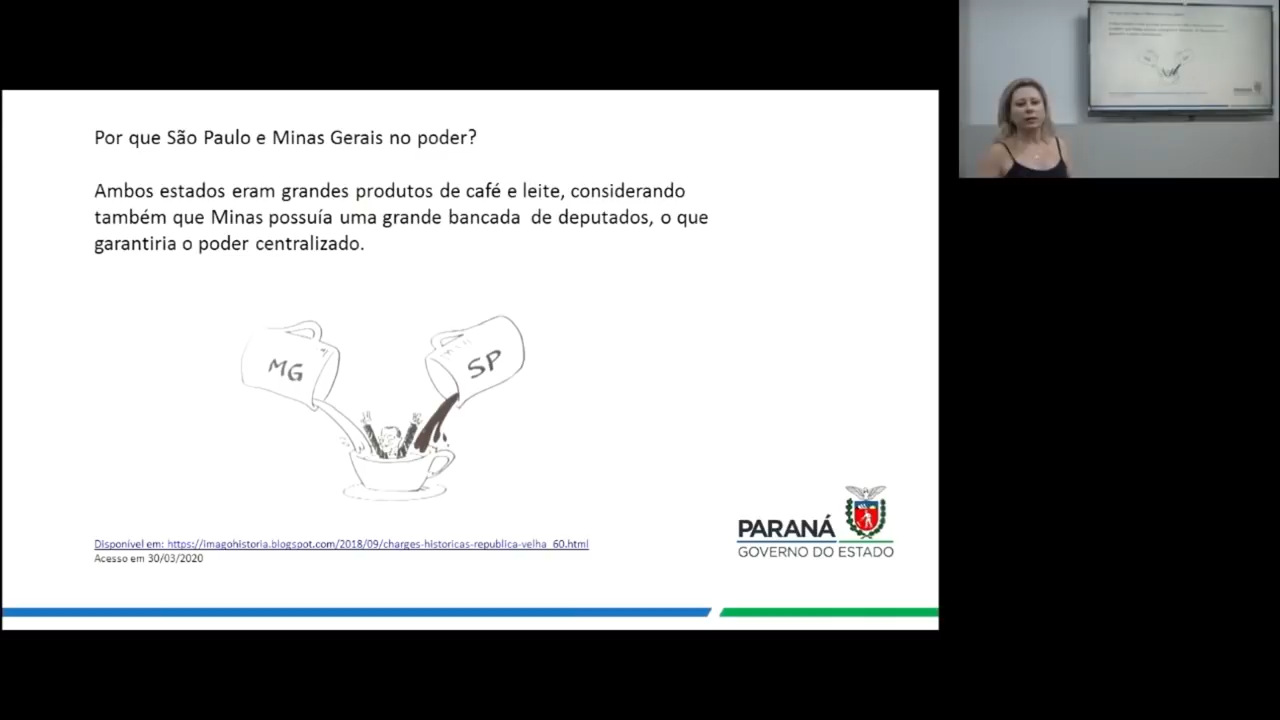 Por que São Paulo e Minas Gerais no poder?
Ambos estados eram grandes produtos de café e leite, considerando
também que Minas possuía uma grande bancada de deputados, o que
garantiria o poder centralizado.
MG
SP
Disponível em: https://imagohistoria.blogspot.com/2018/09/charges-historicas-republica-velha_60.html
Acesso em 30/03/2020
PARANÁ
GOVERNO DO ESTADO